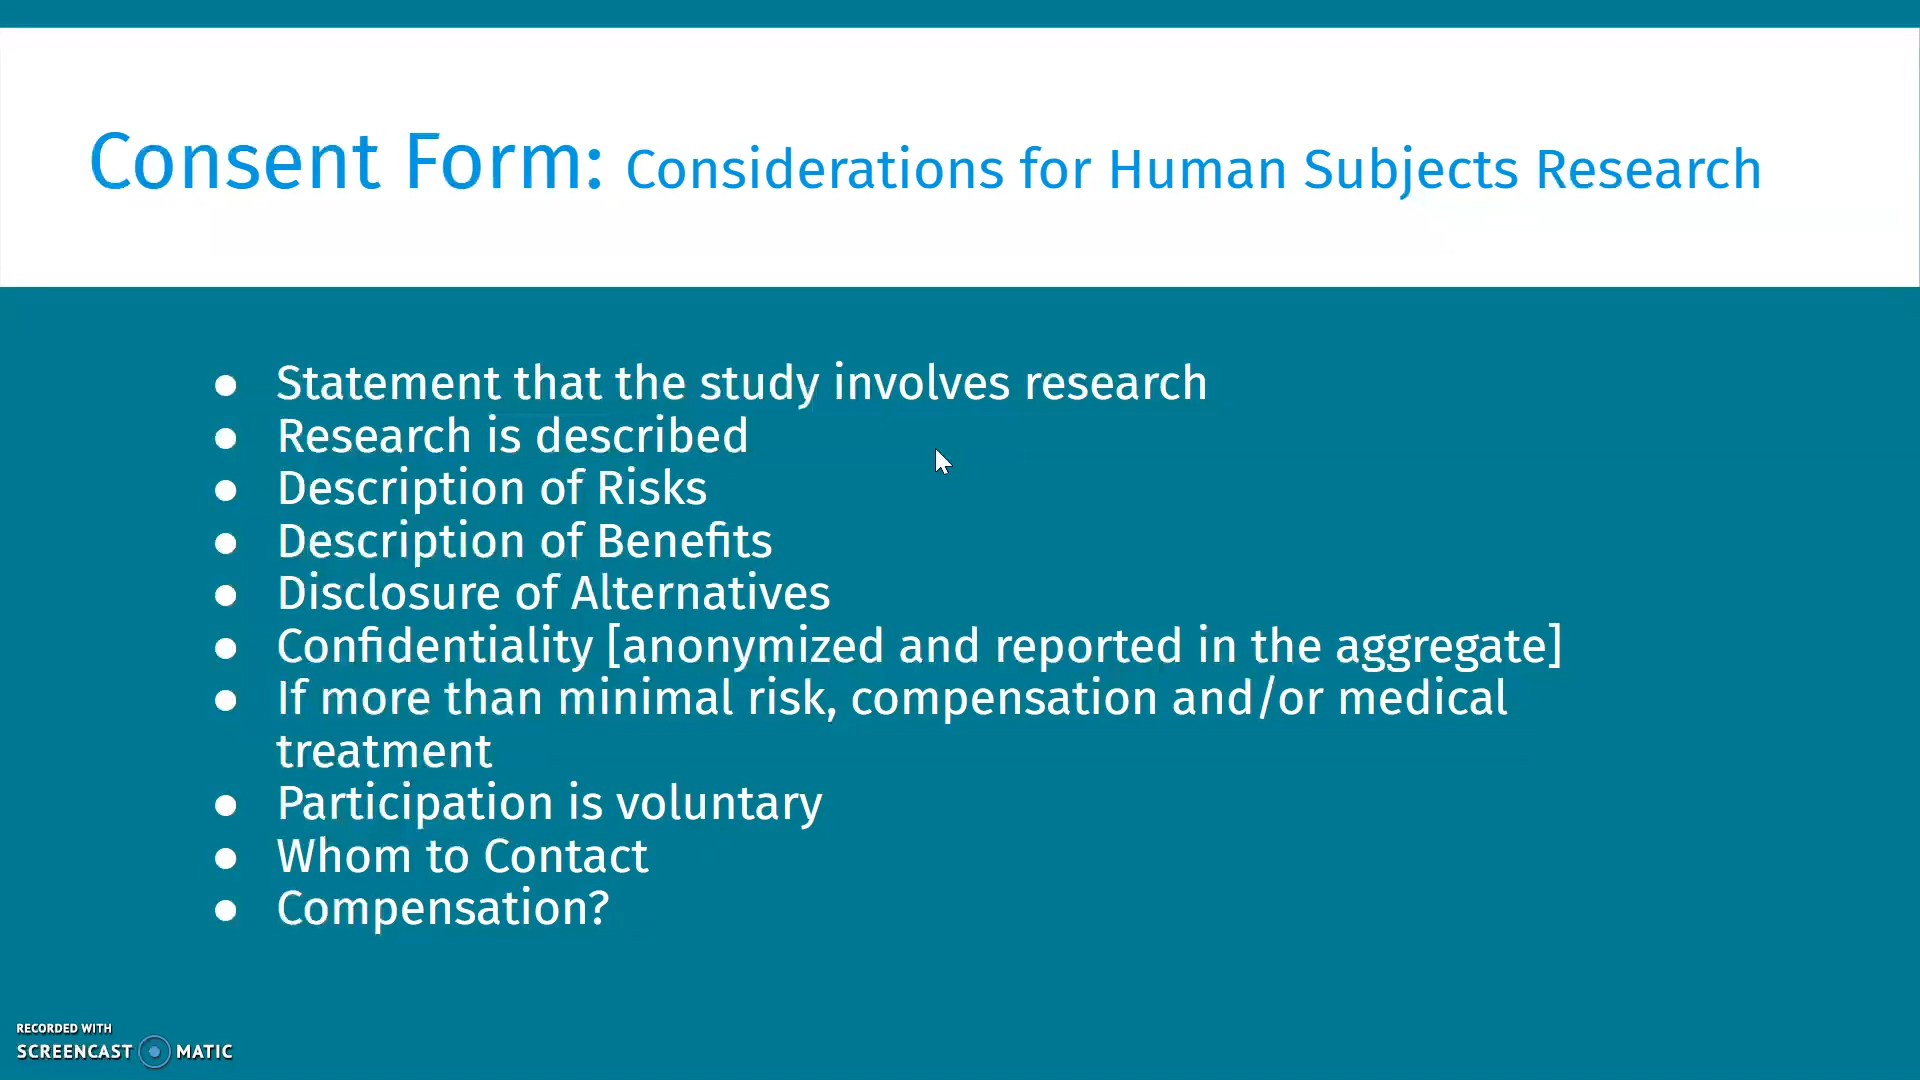 Consent Form: Considerations for Human Subjects Research
● Statement that the study involves research
● Research is described
● Description of Risks
● Description of Benefits
● Disclosure of Alternatives
● Confidentiality [anonymized and reported in the aggregate]
● If more than minimal risk, compensation and/or medical
treatment
● Participation is voluntary
● Whom to Contact
● Compensation?
RECORDED WITH
SCREENCAST MATIC